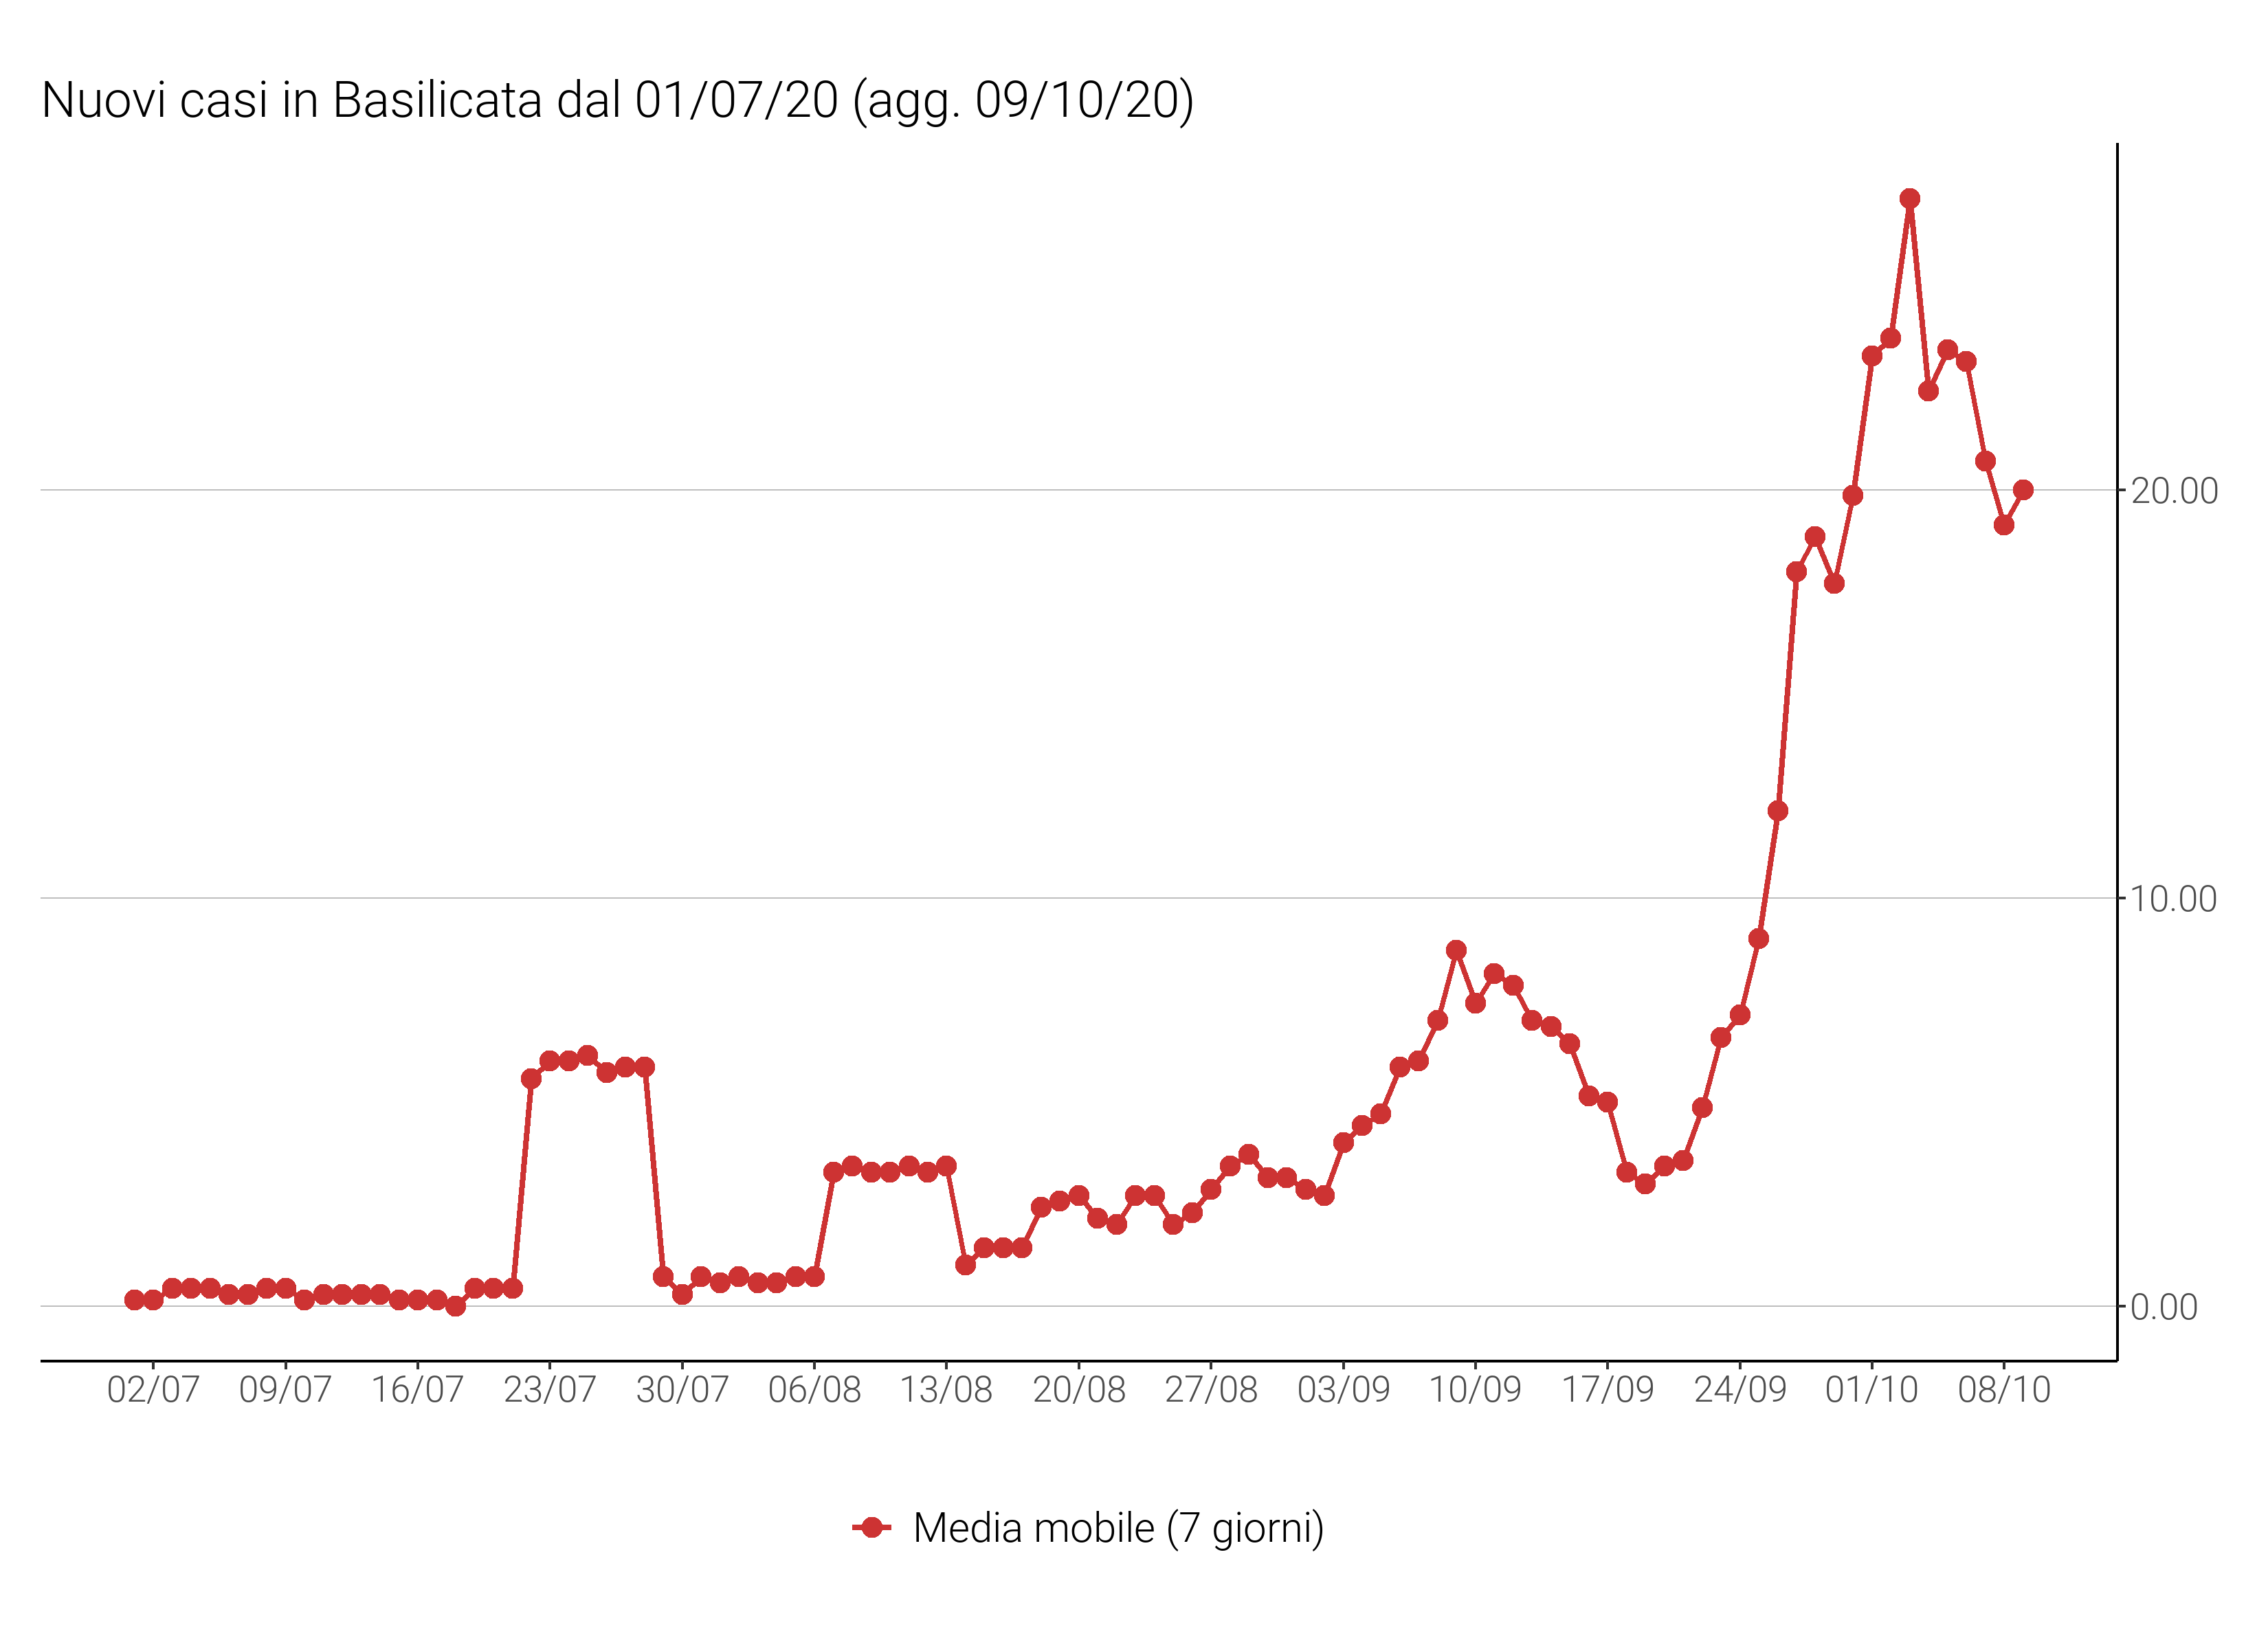 Nuovi casi in Basilicata dal 01/07/20 (agg. 09/10/20)
20.00
10.00
0.00
02/07 09/07 16/07 23/07 30/07 06/08 13/08 20/08 27/08 03/09 10/09 17/09 24/09 01/10 08/10
Media mobile (7 giorni)